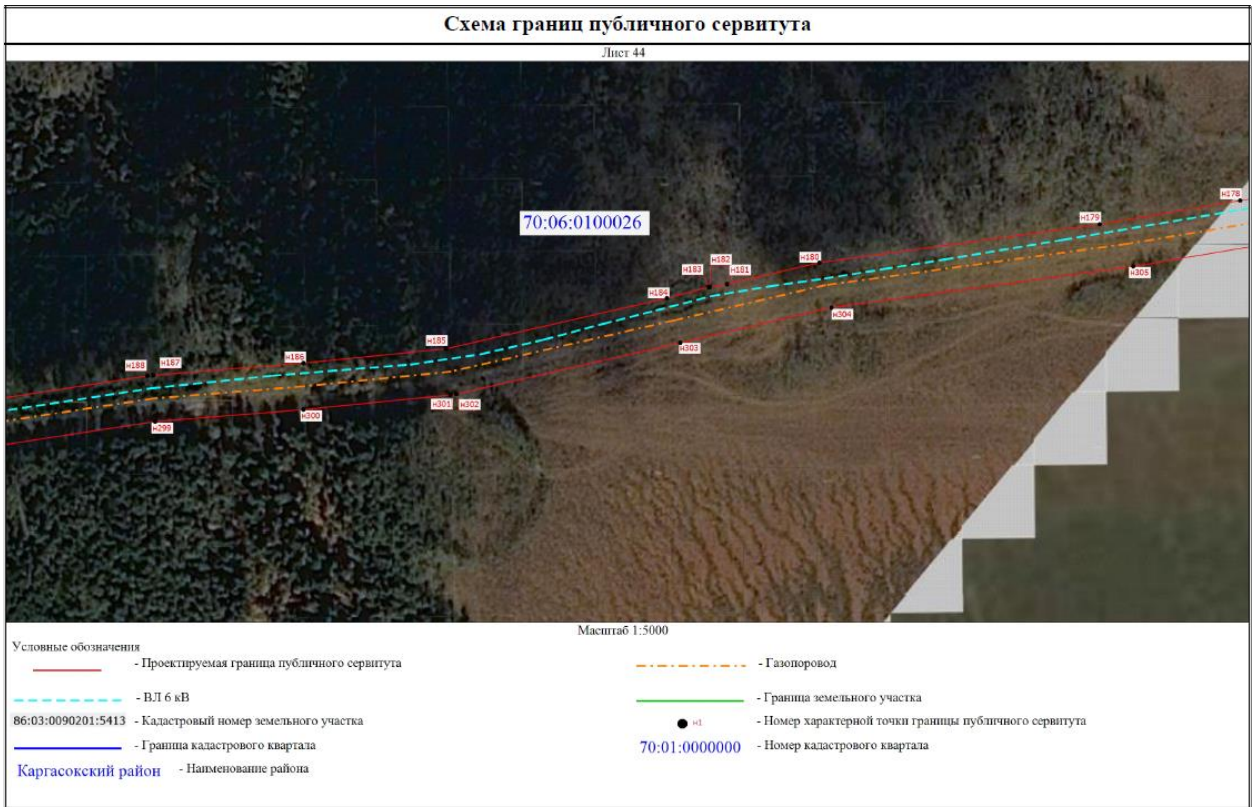 Схема границ публичного сервитута
Лист 44
н178
н179
70:06:0100026
н182
н180
н183
н181
н184
н305
н304
н185
н303
н186
н188
н187
н301
н302
н300
н299
Масштаб 1:5000
Условные обозначения
- Проектируемая граница публичного сервитута
- Газопоровод
- ВЛ 6 кВ
- Граница земельного участка
86:03:0090201:5413 - Кадастровый номер земельного участка
н1 - Номер характерной точки границы публичного сервитута
- Граница кадастрового квартала
70:01:0000000 - Номер кадастрового квартала
Каргасокский район - Наименование района